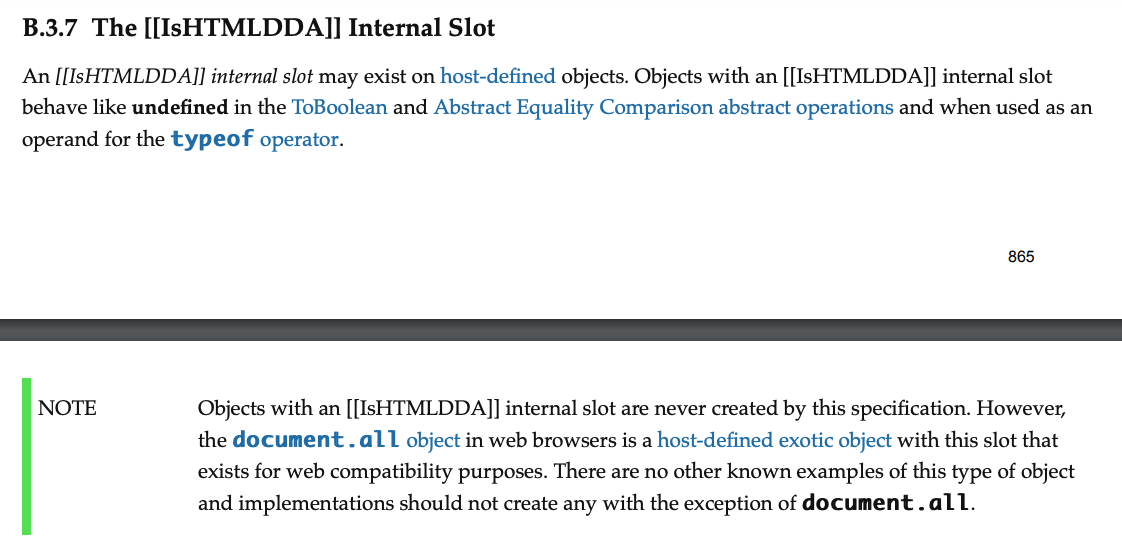 B.3.7 The [[IsHTMLDDA]] Internal Slot
An [[IsHTMLDDA]] internal slot may exist on host-defined objects. Objects with an [[IsHTMLDDA]] internal slot
behave like undefined in the ToBoolean and Abstract Equality Comparison abstract operations and when used as an
operand for the typeof operator.
865
NOTE Objects with an [[IsHTMLDDA]] internal slot are never created by this specification. However,
the document.all object in web browsers is a host-defined exotic object with this slot that
exists for web compatibility purposes. There are no other known examples of this type of object
and implementations should not create any with the exception of document.all.